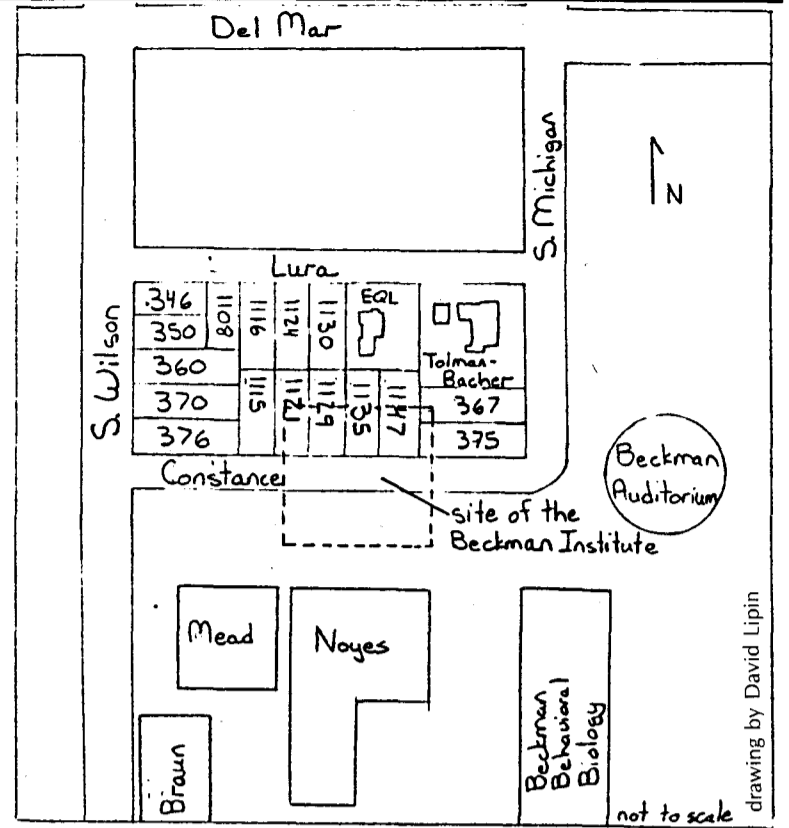 Del Mar
S. Michigan
N
Lura
S. Wilson
346
350
360
370
376
1108
1116
1124
1130
EQL
Tolman-
Bacher
1115
1121
1129
1135
1147
367
375
Constance
Beckman
Auditorium
site of the
Beckman Institute
Mead
Noyes
Braun
Beckman
Behavioral
Biology
drawing by David Lipin
not to scale